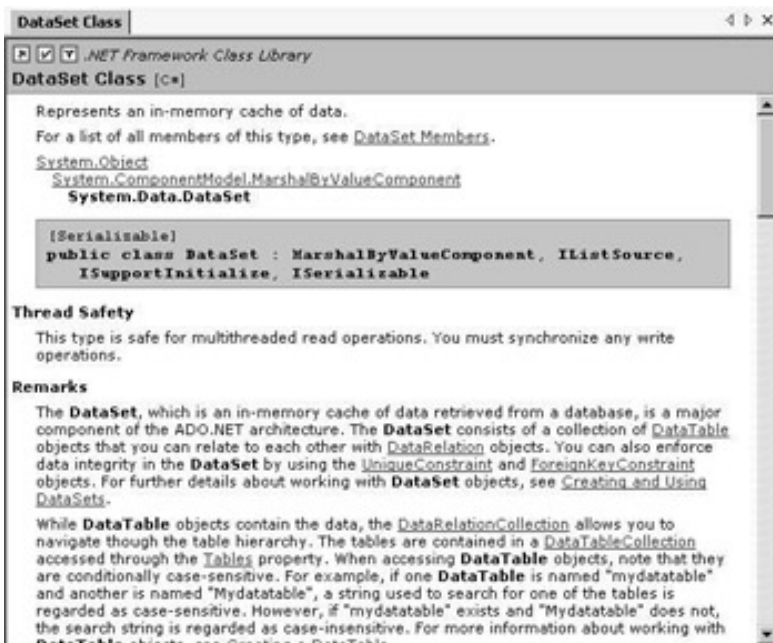 DataSet Class
.NET Framework Class Library
DataSet Class [C#]
Represents an in-memory cache of data.
For a list of all members of this type, see DataSet Members.
System.Object
System.ComponentModel.MarshalByValueComponent
System.Data.DataSet
[Serializable]
public class DataSet : MarshalByValueComponent, IListSource,
ISupportInitialize, ISerializable
Thread Safety
This type is safe for multithreaded read operations. You must synchronize any write
operations.
Remarks
The DataSet, which is an in-memory cache of data retrieved from a database, is a major
component of the ADO.NET architecture. The DataSet consists of a collection of DataTable
objects that you can relate to each other with DataRelation objects. You can also enforce
data integrity in the DataSet by using the UniqueConstraint and ForeignKeyConstraint
objects. For further details about working with DataSet objects, see Creating and Using
DataSets.
While DataTable objects contain the data, the DataRelationCollection allows you to
navigate though the table hierarchy. The tables are contained in a DataTableCollection
accessed through the Tables property. When accessing DataTable objects, note that they
are conditionally case-sensitive. For example, if one DataTable is named "mydatatable"
and another is named "Mydatatable", a string used to search for one of the tables is
regarded as case-sensitive. However, if "mydatatable" exists and "Mydatatable" does not,
the search string is regarded as case-insensitive. For more information about working with
DataTable objects, see Creating a DataTable.